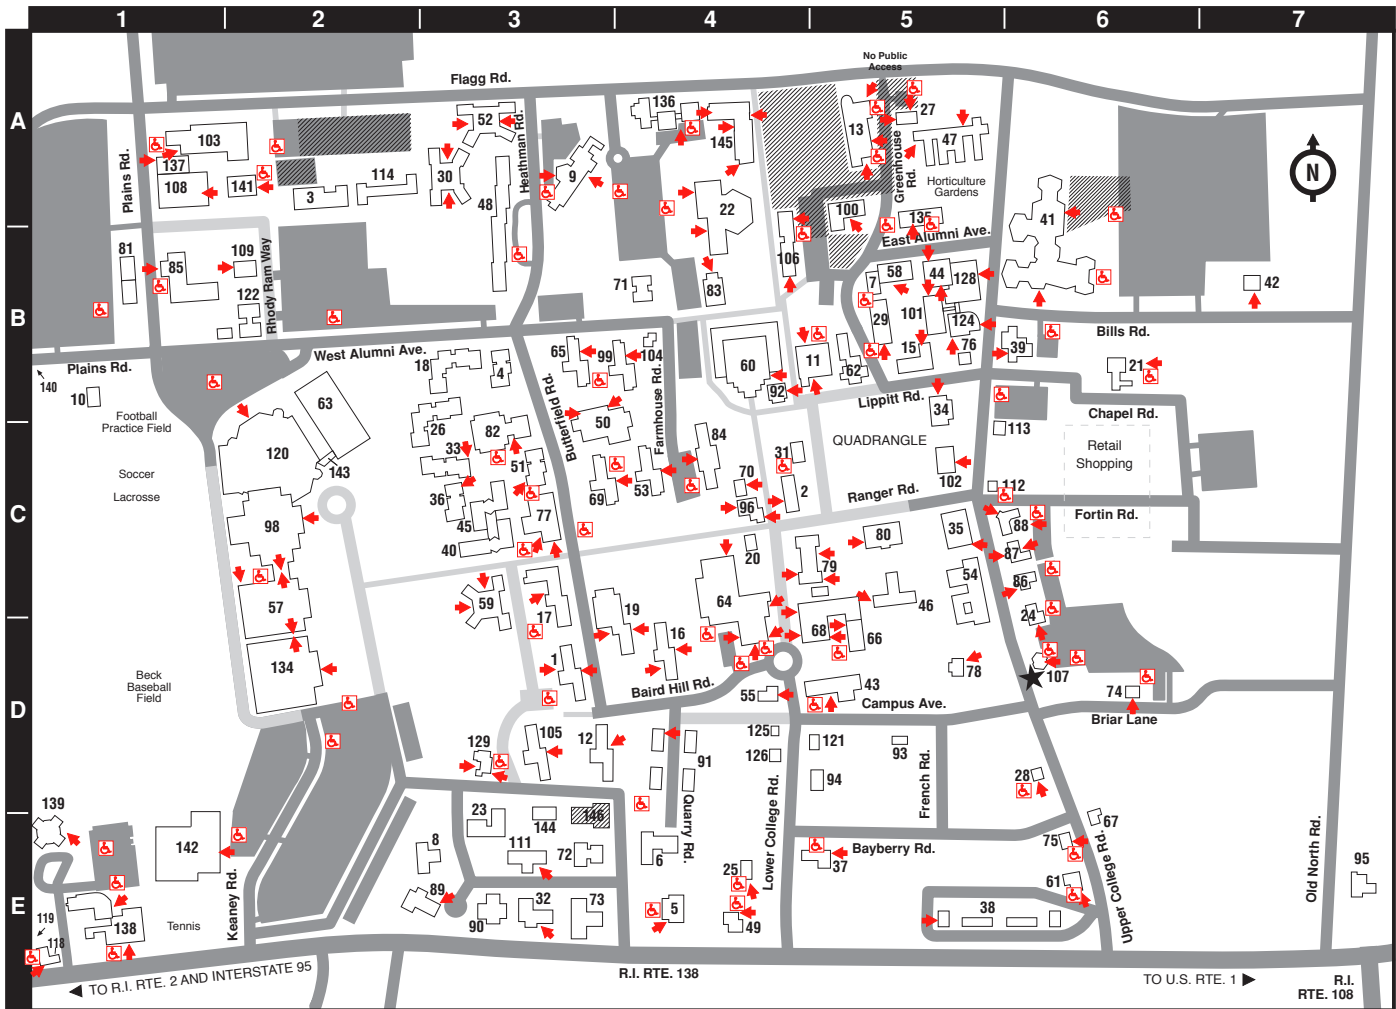 1 2 3 4 5 6 7
A
B
C
D
E
N
No Public
Access
Flagg Rd.
Heathman Rd.
Plains Rd.
Greenhouse
Rd.
Horticulture
Gardens
East Alumni Ave.
Rhody Ram Way
West Alumni Ave.
Plains Rd.
Bills Rd.
Chapel Rd.
Lippitt Rd.
Butterfield Rd.
Farmhouse Rd.
Football
Practice Field
Soccer
Lacrosse
QUADRANGLE
Retail
Shopping
Ranger Rd.
Fortin Rd.
Beck
Baseball
Field
Baird Hill Rd.
Campus Ave.
Briar Lane
French Rd.
Quarry Rd.
Lower College Rd.
Bayberry Rd.
Upper College Rd.
Old North Rd.
Keaney Rd.
Tennis
TO R.I. RTE. 2 AND INTERSTATE 95
R.I. RTE. 138
TO U.S. RTE. 1
R.I.
RTE. 108
103
137
108
141
3
114
52
30
48
9
136
145
22
13
27
47
100
135
106
41
42
81
85
109
122
71
83
7
58
44
128
29
101
124
15
76
39
21
140
10
18
4
65
99
104
60
11
62
92
63
34
113
120
143
26
82
33
51
50
84
31
102
112
36
45
40
77
69
53
70
96
2
98
80
35
88
87
86
24
57
134
59
17
19
16
1
20
64
79
68
66
46
54
78
107
74
55
43
129
105
12
91
125
126
121
94
93
28
139
142
8
23
144
146
111
72
6
25
37
67
75
61
119
118
138
89
90
32
73
5
49
38
95